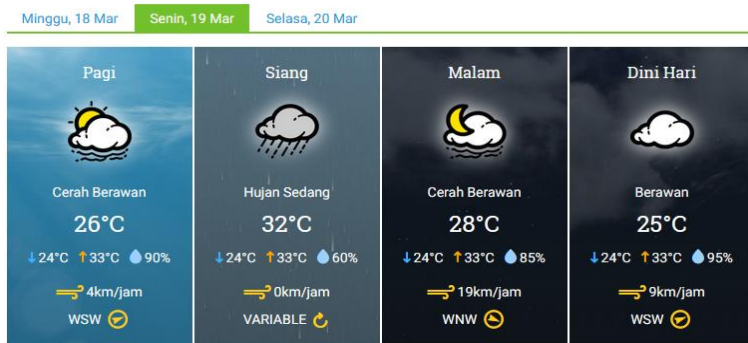 Minggu, 18 Mar Senin, 19 Mar Selasa, 20 Mar
Pagi
Cerah Berawan
26°C
↓24°C ↑33°C 90%
4km/jam
WSW
Siang
Hujan Sedang
32°C
↓24°C ↑33°C 60%
0km/jam
VARIABLE
Malam
Cerah Berawan
28°C
↓24°C ↑33°C 85%
19km/jam
WNW
Dini Hari
Berawan
25°C
↓24°C ↑33°C 95%
9km/jam
WSW